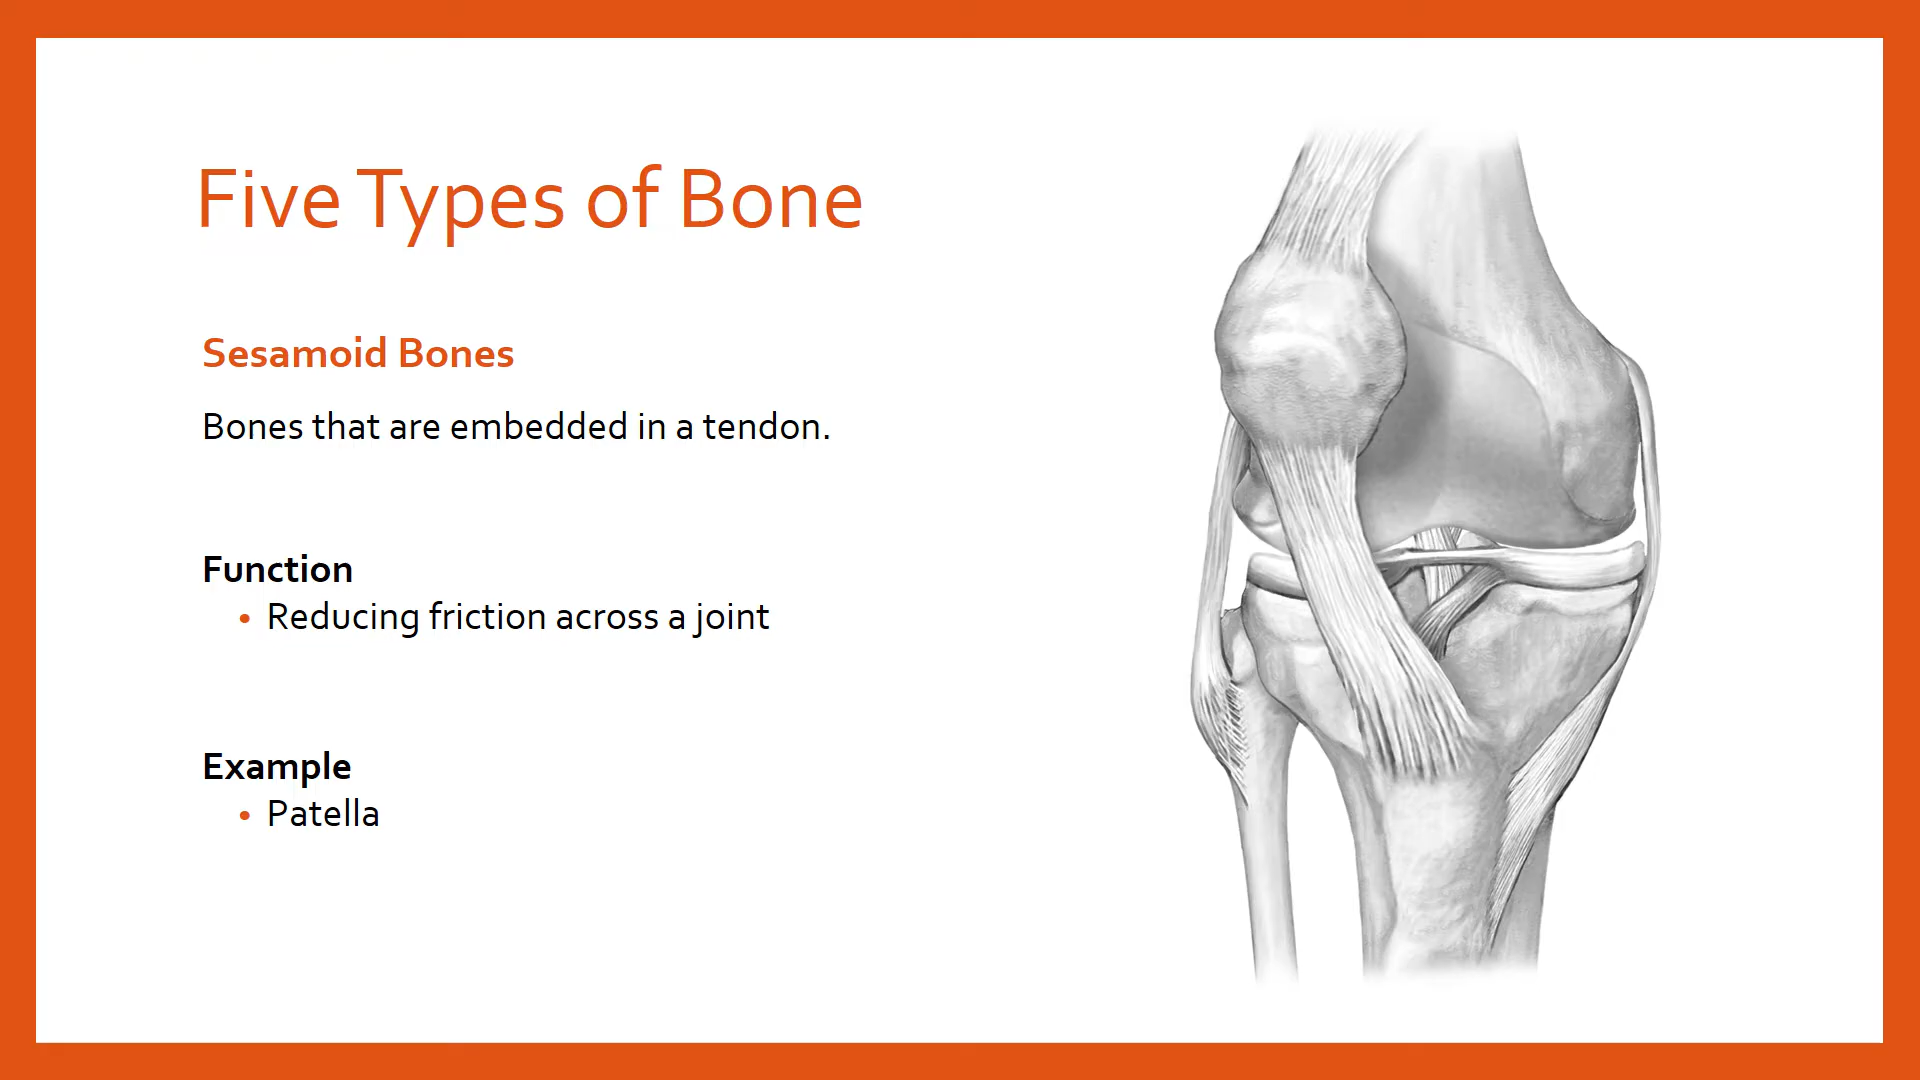 Five Types of Bone
Sesamoid Bones
Bones that are embedded in a tendon.
Function
• Reducing friction across a joint
Example
• Patella